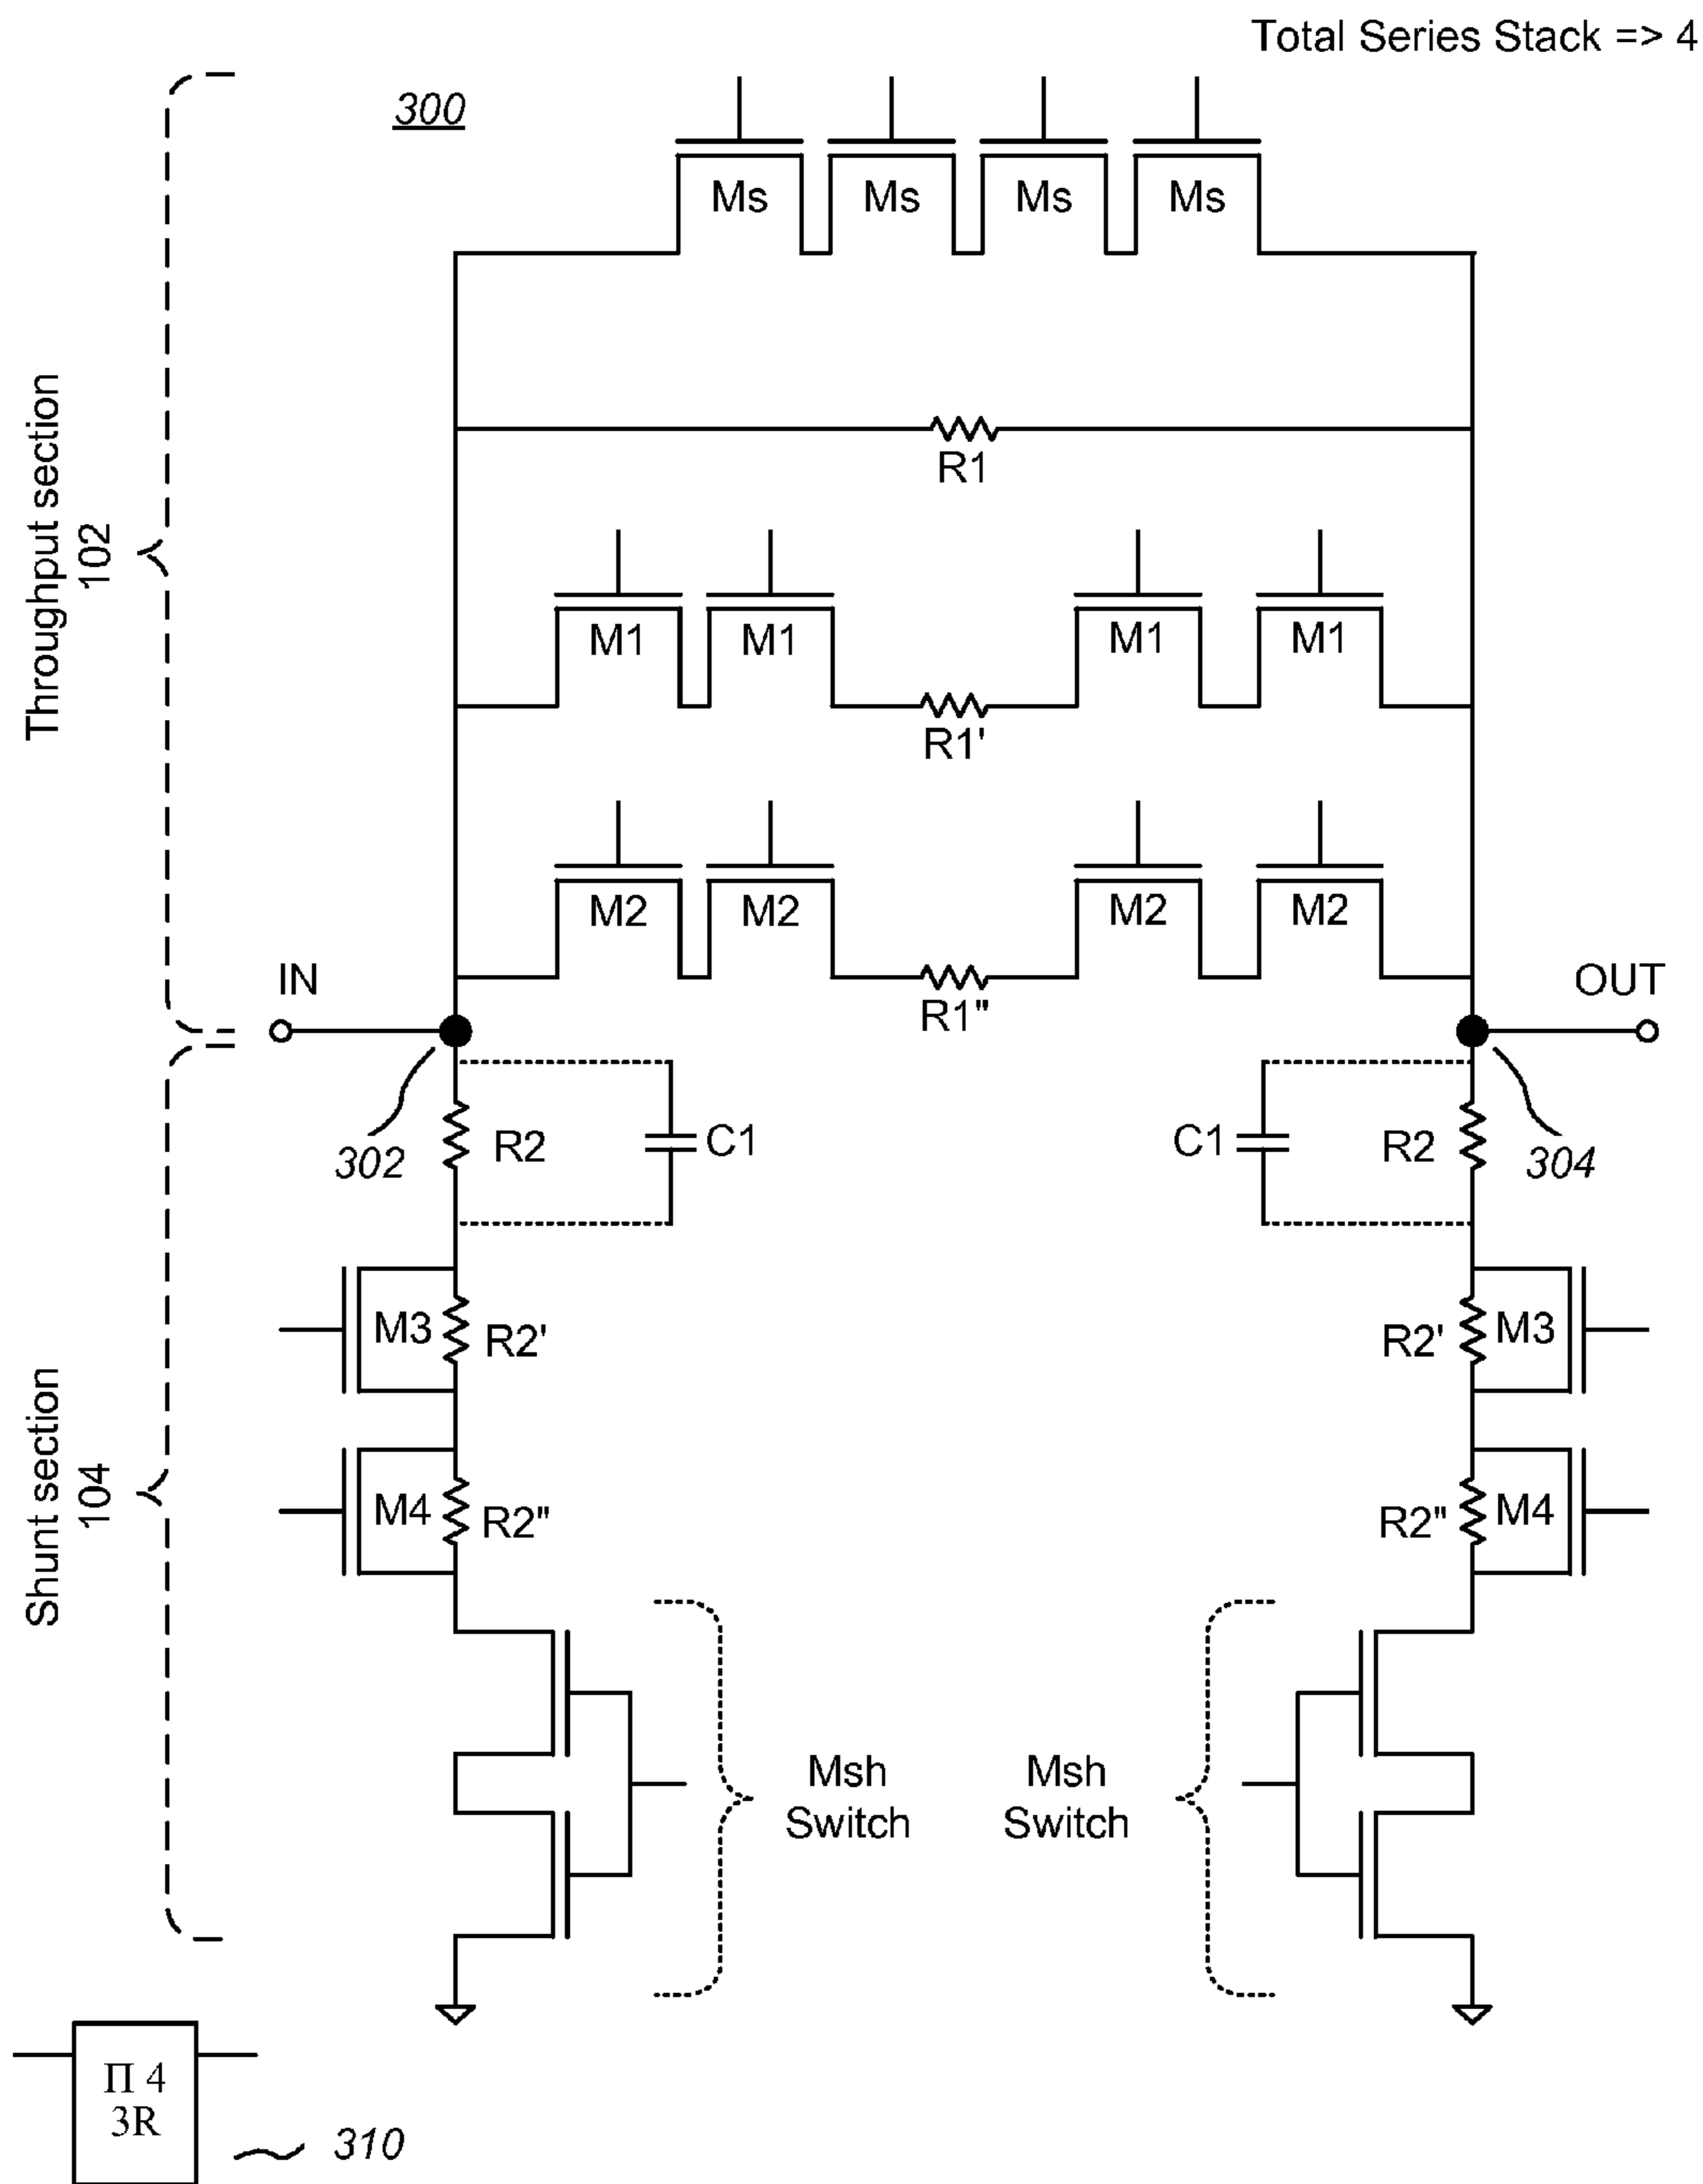 Total Series Stack => 4
300
Ms Ms Ms Ms
R1
Throughput section
102
M1 M1 M1 M1
R1'
M2 M2 M2 M2
R1"
IN
OUT
302
R2
C1
C1
R2
304
M3
R2'
R2'
M3
Shunt section
104
M4
R2"
R2"
M4
Msh
Switch
Msh
Switch
Π 4
3R
310